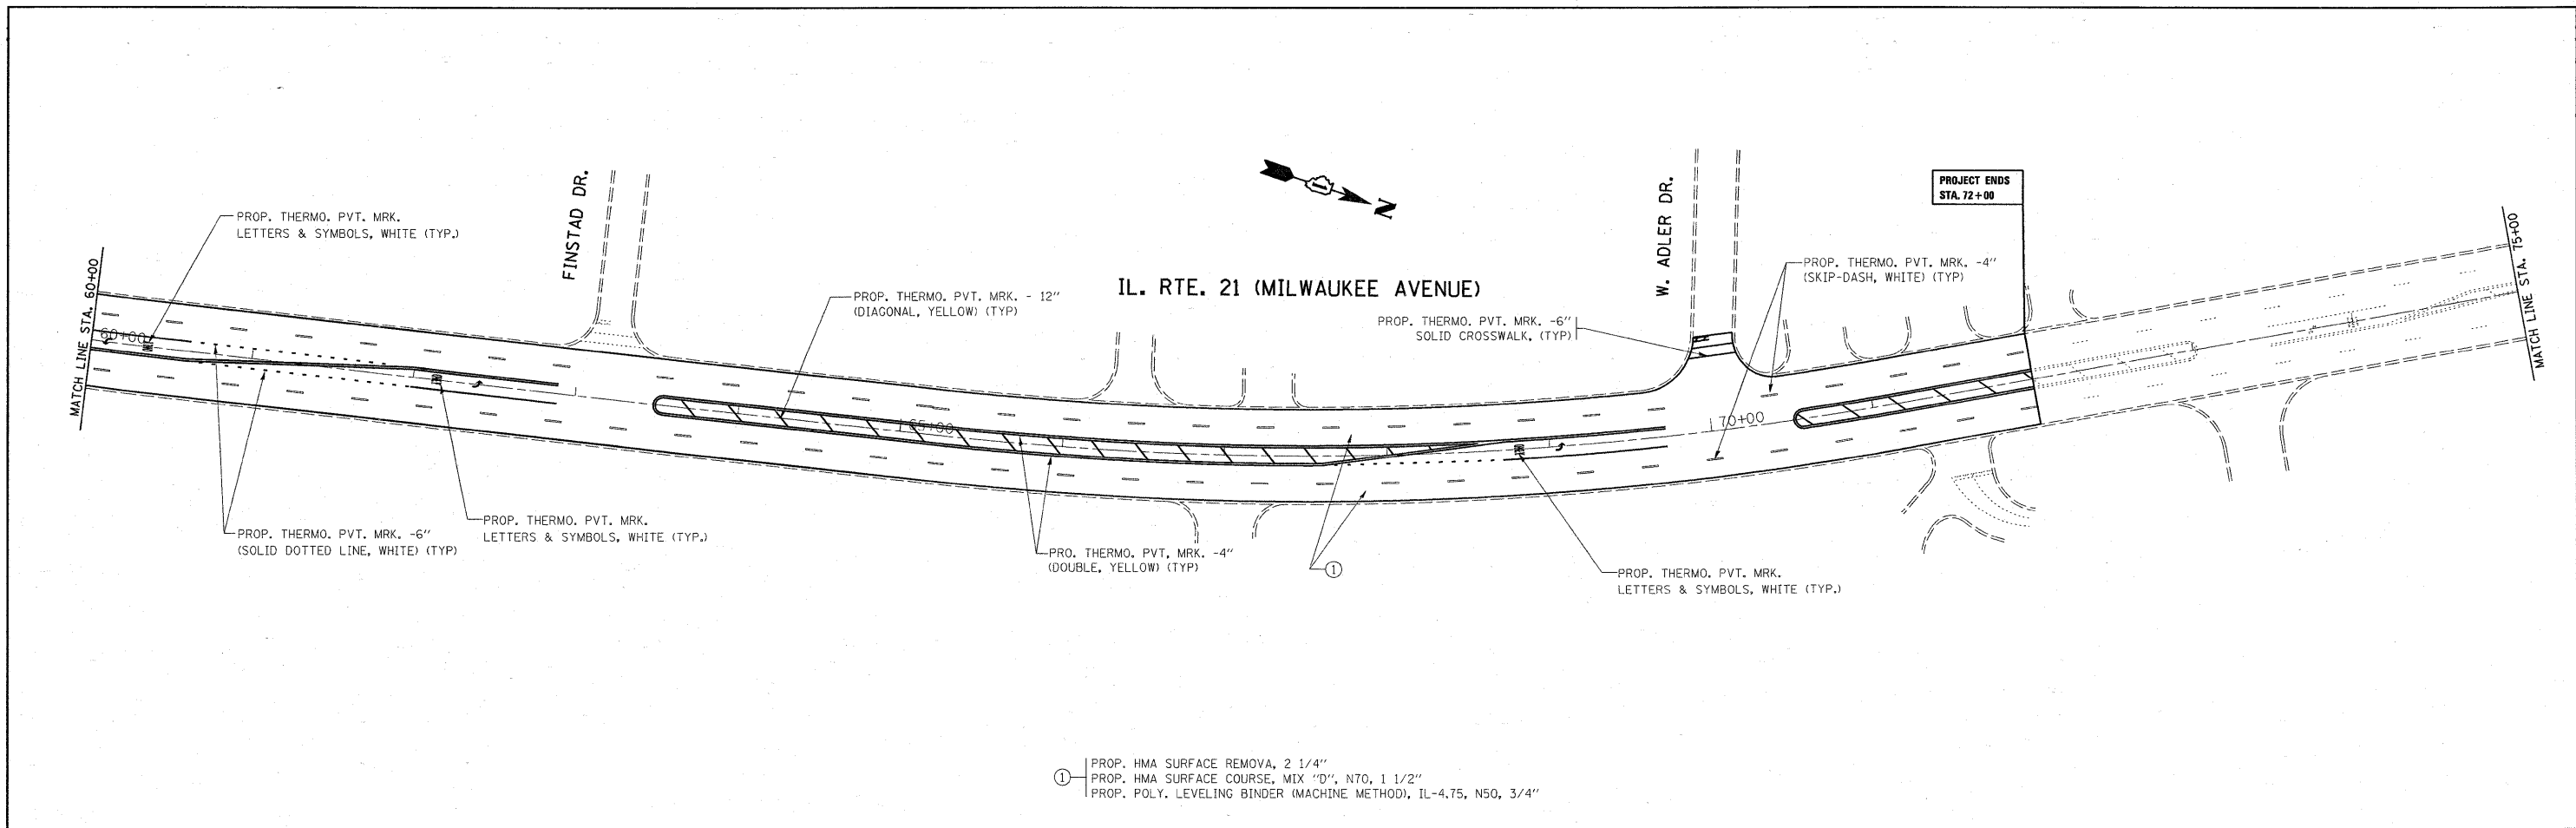 PROP. THERMO. PVT. MRK.
LETTERS & SYMBOLS, WHITE (TYP.)
FINSTAD DR.
N
W. ADLER DR.
PROJECT ENDS
STA. 72+00
MATCH LINE STA. 60+00
60+00
PROP. THERMO. PVT. MRK. - 12"
(DIAGONAL, YELLOW) (TYP)
IL. RTE. 21 (MILWAUKEE AVENUE)
PROP. THERMO. PVT. MRK. -6"
SOLID CROSSWALK, (TYP)
PROP. THERMO. PVT. MRK. -4"
(SKIP-DASH, WHITE) (TYP)
MATCH LINE STA. 75+00
165+00
170+00
PROP. THERMO. PVT. MRK. -6"
(SOLID DOTTED LINE, WHITE) (TYP)
PROP. THERMO. PVT. MRK.
LETTERS & SYMBOLS, WHITE (TYP.)
PRO. THERMO. PVT, MRK. -4"
(DOUBLE, YELLOW) (TYP)
1
PROP. THERMO. PVT. MRK.
LETTERS & SYMBOLS, WHITE (TYP.)
1
PROP. HMA SURFACE REMOVA, 2 1/4"
PROP. HMA SURFACE COURSE, MIX "D", N70, 1 1/2"
PROP. POLY. LEVELING BINDER (MACHINE METHOD), IL-4.75, N50, 3/4"